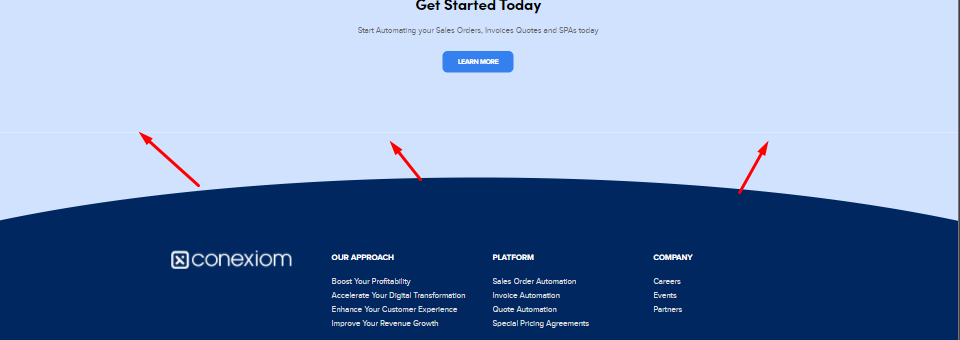 Get Started Today
Start Automating your Sales Orders, Invoices Quotes and SPAs today
LEARN MORE
conexiom
OUR APPROACH
Boost Your Profitability
Accelerate Your Digital Transformation
Enhance Your Customer Experience
Improve Your Revenue Growth
PLATFORM
Sales Order Automation
Invoice Automation
Quote Automation
Special Pricing Agreements
COMPANY
Careers
Events
Partners